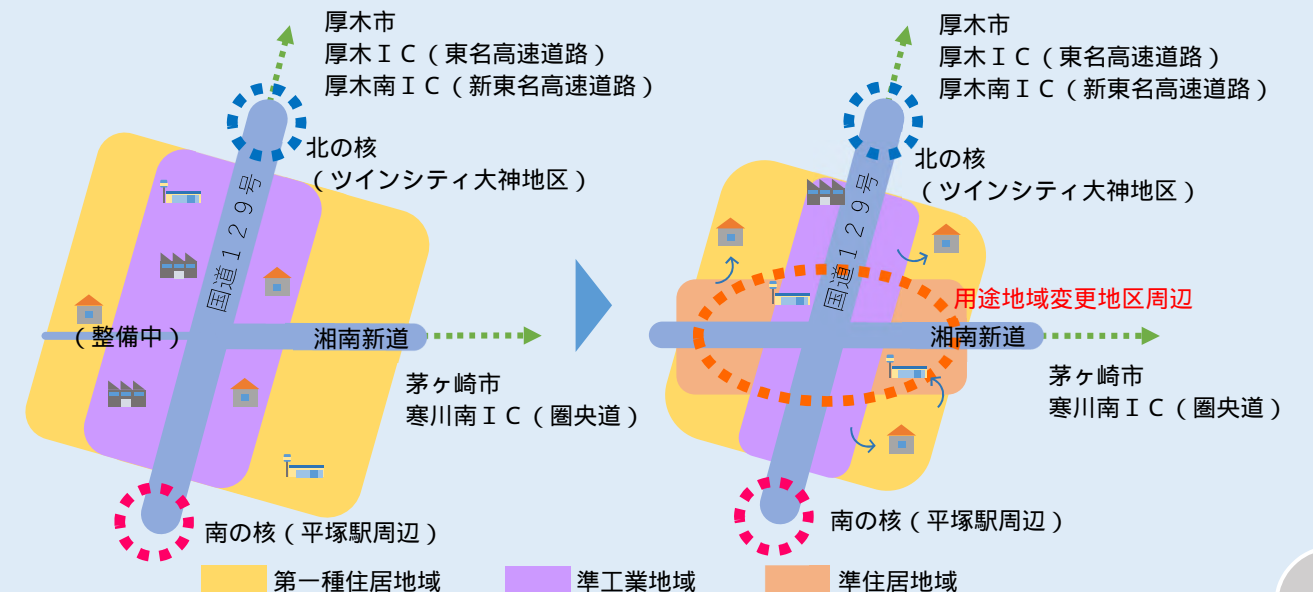 厚木市
厚木ＩＣ（東名高速道路）
厚木南ＩＣ（新東名高速道路）
北の核
（ツインシティ大神地区）
国道１２９号
（整備中）
湘南新道
茅ヶ崎市
寒川南ＩＣ（圏央道）
南の核（平塚駅周辺）
厚木市
厚木ＩＣ（東名高速道路）
厚木南ＩＣ（新東名高速道路）
北の核
（ツインシティ大神地区）
国道１２９号
用途地域変更地区周辺
湘南新道
茅ヶ崎市
寒川南ＩＣ（圏央道）
南の核（平塚駅周辺）
第一種住居地域
準工業地域
準住居地域